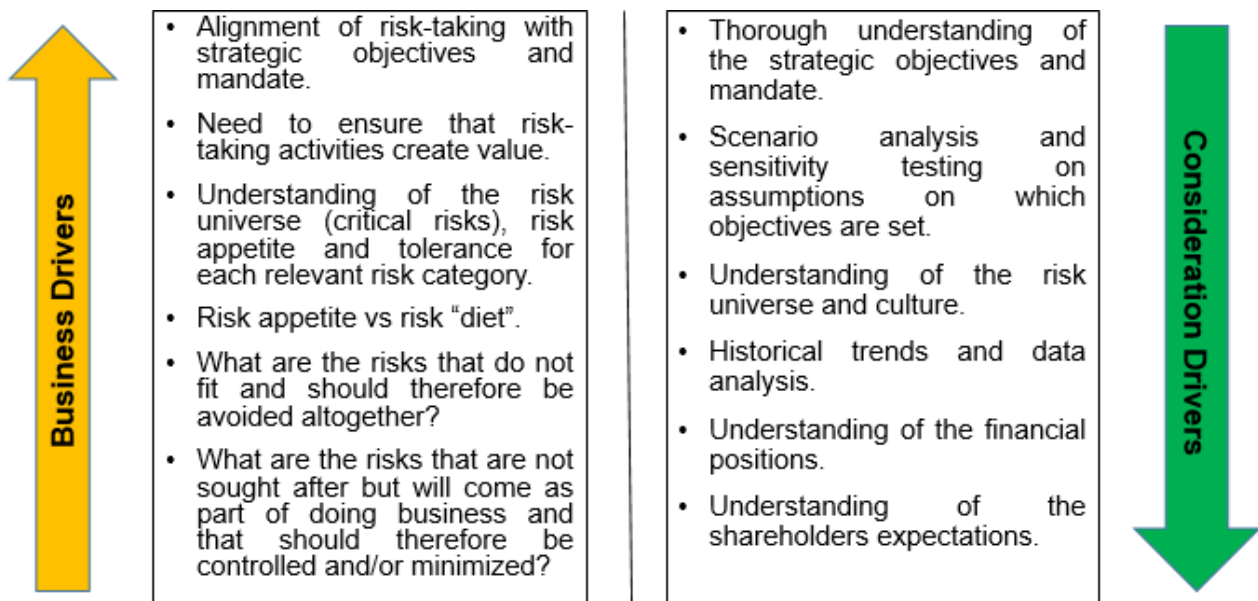 Business Drivers
• Alignment of risk-taking with
strategic objectives and
mandate.
• Need to ensure that risk-
taking activities create value.
• Understanding of the risk
universe (critical risks), risk
appetite and tolerance for
each relevant risk category.
• Risk appetite vs risk “diet”.
• What are the risks that do not
fit and should therefore be
avoided altogether?
• What are the risks that are not
sought after but will come as
part of doing business and
that should therefore be
controlled and/or minimized?
• Thorough understanding of
the strategic objectives and
mandate.
• Scenario analysis and
sensitivity testing on
assumptions on which
objectives are set.
• Understanding of the risk
universe and culture.
• Historical trends and data
analysis.
• Understanding of the financial
positions.
• Understanding of the
shareholders expectations.
Consideration Drivers